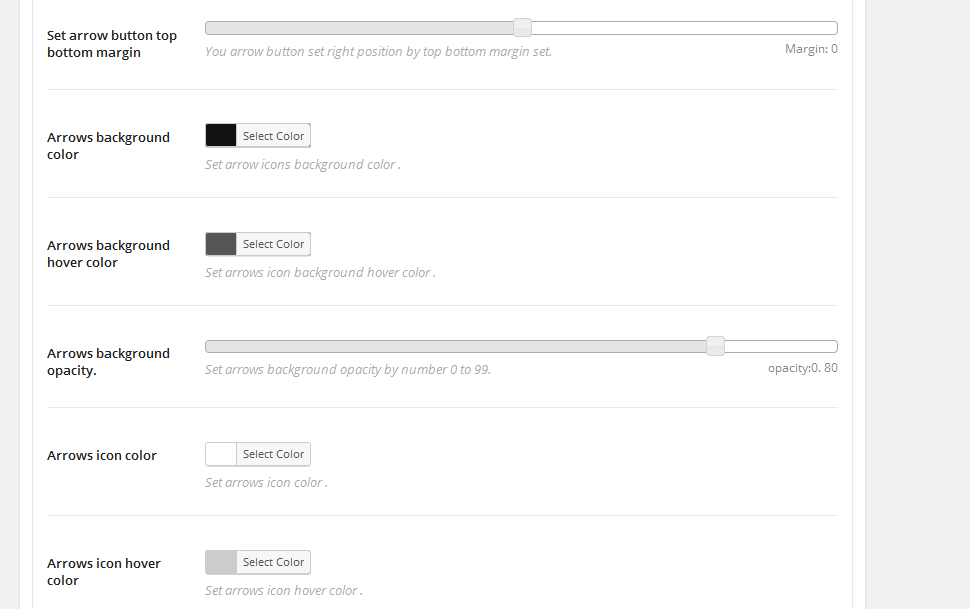 Set arrow button top
bottom margin
You arrow button set right position by top bottom margin set.
Margin: 0
Arrows background
color
Select Color
Set arrow icons background color .
Arrows background
hover color
Select Color
Set arrows icon background hover color .
Arrows background
opacity.
Set arrows background opacity by number 0 to 99.
opacity:0. 80
Arrows icon color
Select Color
Set arrows icon color .
Arrows icon hover
color
Select Color
Set arrows icon hover color .